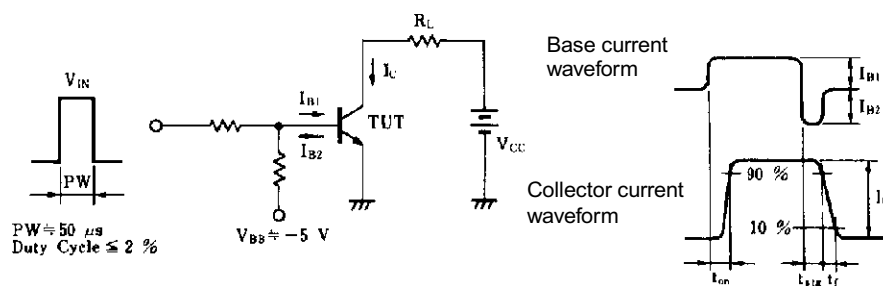 V_IN
PW
PW≒50 μs
Duty Cycle ≦ 2 %
I_B1
I_B2
V_BB ≒ −5 V
TUT
I_C
R_L
V_CC
Base current
waveform
I_B1
I_B2
Collector current
waveform
90 %
10 %
t_on
t_stg
t_f